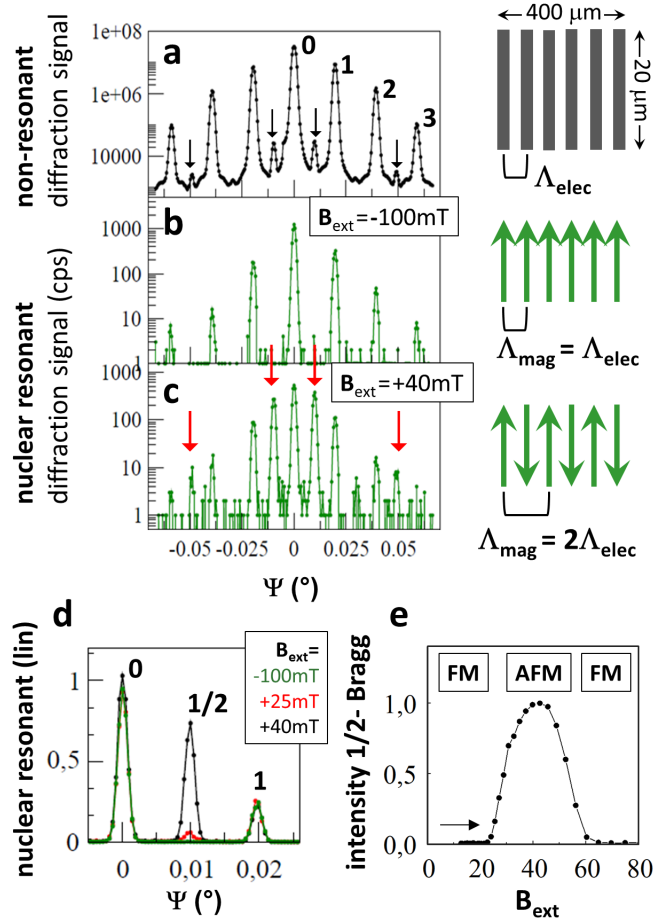 non-resonant
diffraction signal
a
1e+08
1e+06
10000
0
1
2
3
400 µm
20 µm
Λelec
nuclear resonant
diffraction signal (cps)
b
1000
100
10
1
Bext = -100mT
Λmag = Λelec
c
1000
100
10
1
Bext = +40mT
Λmag = 2Λelec
-0.05 -0.025 0 0.025 0.05
Ψ (°)
d
nuclear resonant (lin)
1
0,5
0
0
1/2
1
Bext=
-100mT
+25mT
+40mT
0 0,01 0,02
Ψ (°)
e
intensity 1/2- Bragg
FM AFM FM
1,0
0,5
0,0
0 20 40 60 80
Bext